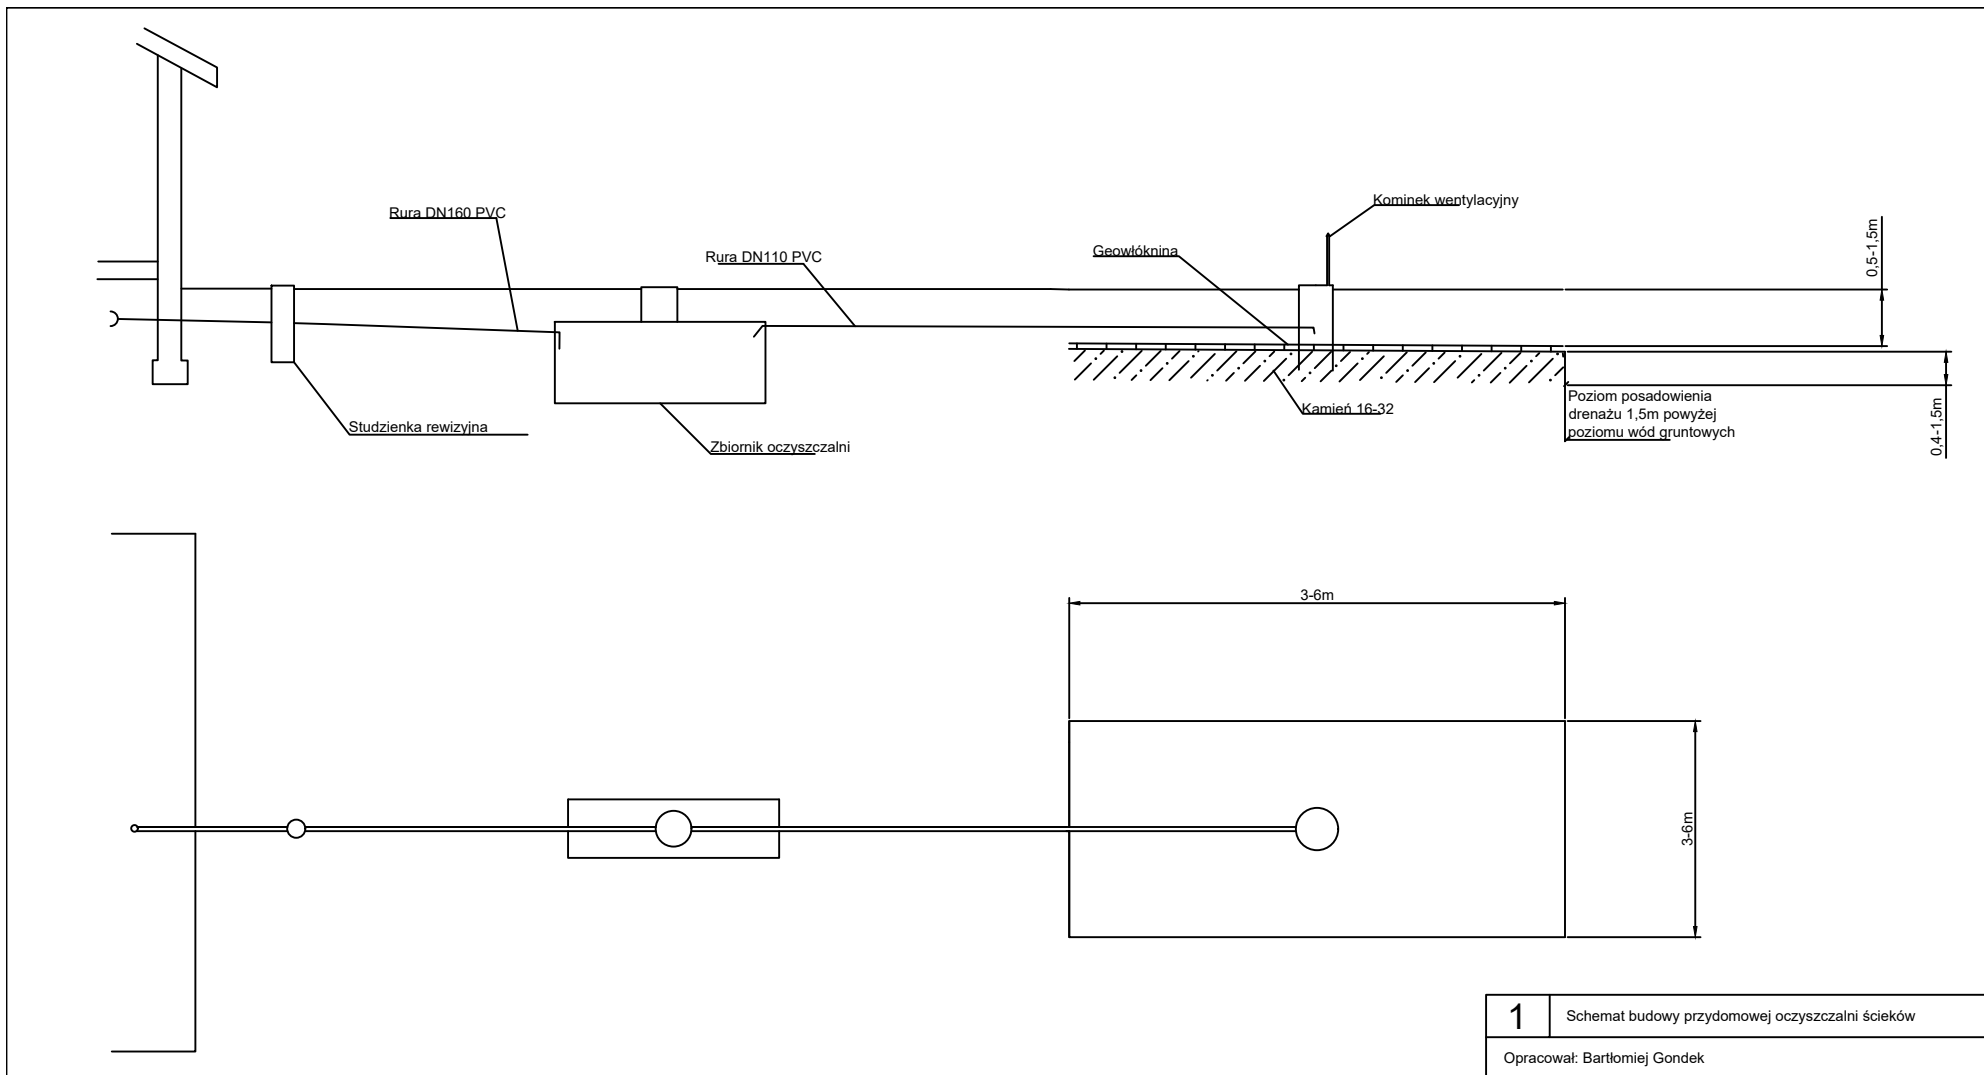 Kominek wentylacyjny
Rura DN160 PVC
Geowłóknina
Rura DN110 PVC
0,5-1,5m
Kamień 16-32
Poziom posadowienia
drenażu 1,5m powyżej
poziomu wód gruntowych
0,4-1,5m
Studzienka rewizyjna
Zbiornik oczyszczalni
3-6m
3-6m
1
Schemat budowy przydomowej oczyszczalni ścieków
Opracował: Bartłomiej Gondek